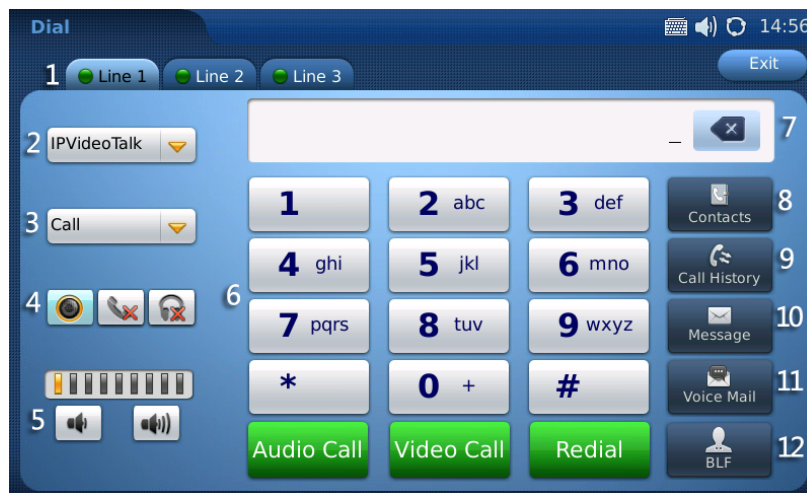 Dial 14:56
Exit
1 Line 1 Line 2 Line 3
2 IPVideoTalk _ 7
1 2 abc 3 def Contacts 8
3 Call
4 ghi 5 jkl 6 mno Call History 9
4 6
7 pqrs 8 tuv 9 wxyz Message 10
* 0 + # Voice Mail 11
5
Audio Call Video Call Redial BLF 12